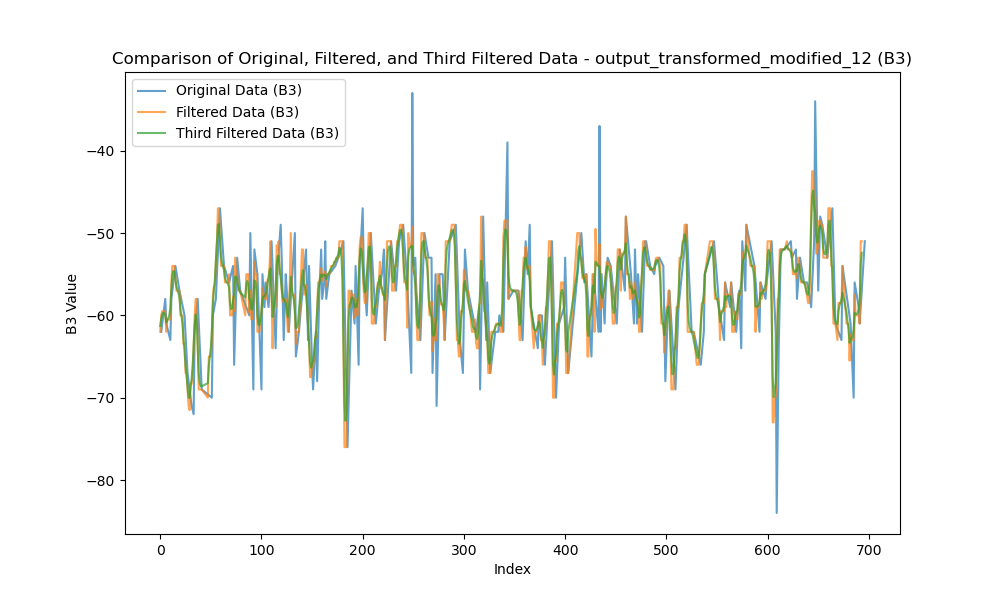 Comparison of Original, Filtered, and Third Filtered Data - output_transformed_modified_12 (B3)
Original Data (B3)
Filtered Data (B3)
Third Filtered Data (B3)
B3 Value
−40
−50
−60
−70
−80
0 100 200 300 400 500 600 700
Index